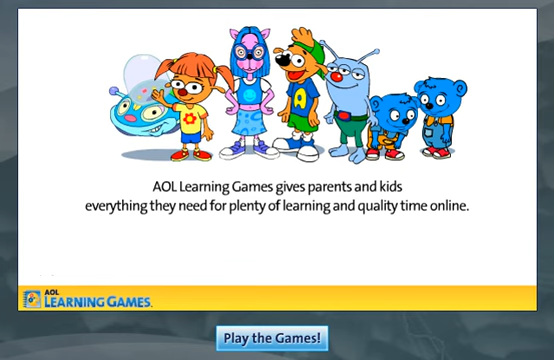 A
AOL Learning Games gives parents and kids
everything they need for plenty of learning and quality time online.
AOL
LEARNING GAMES.
Play the Games!